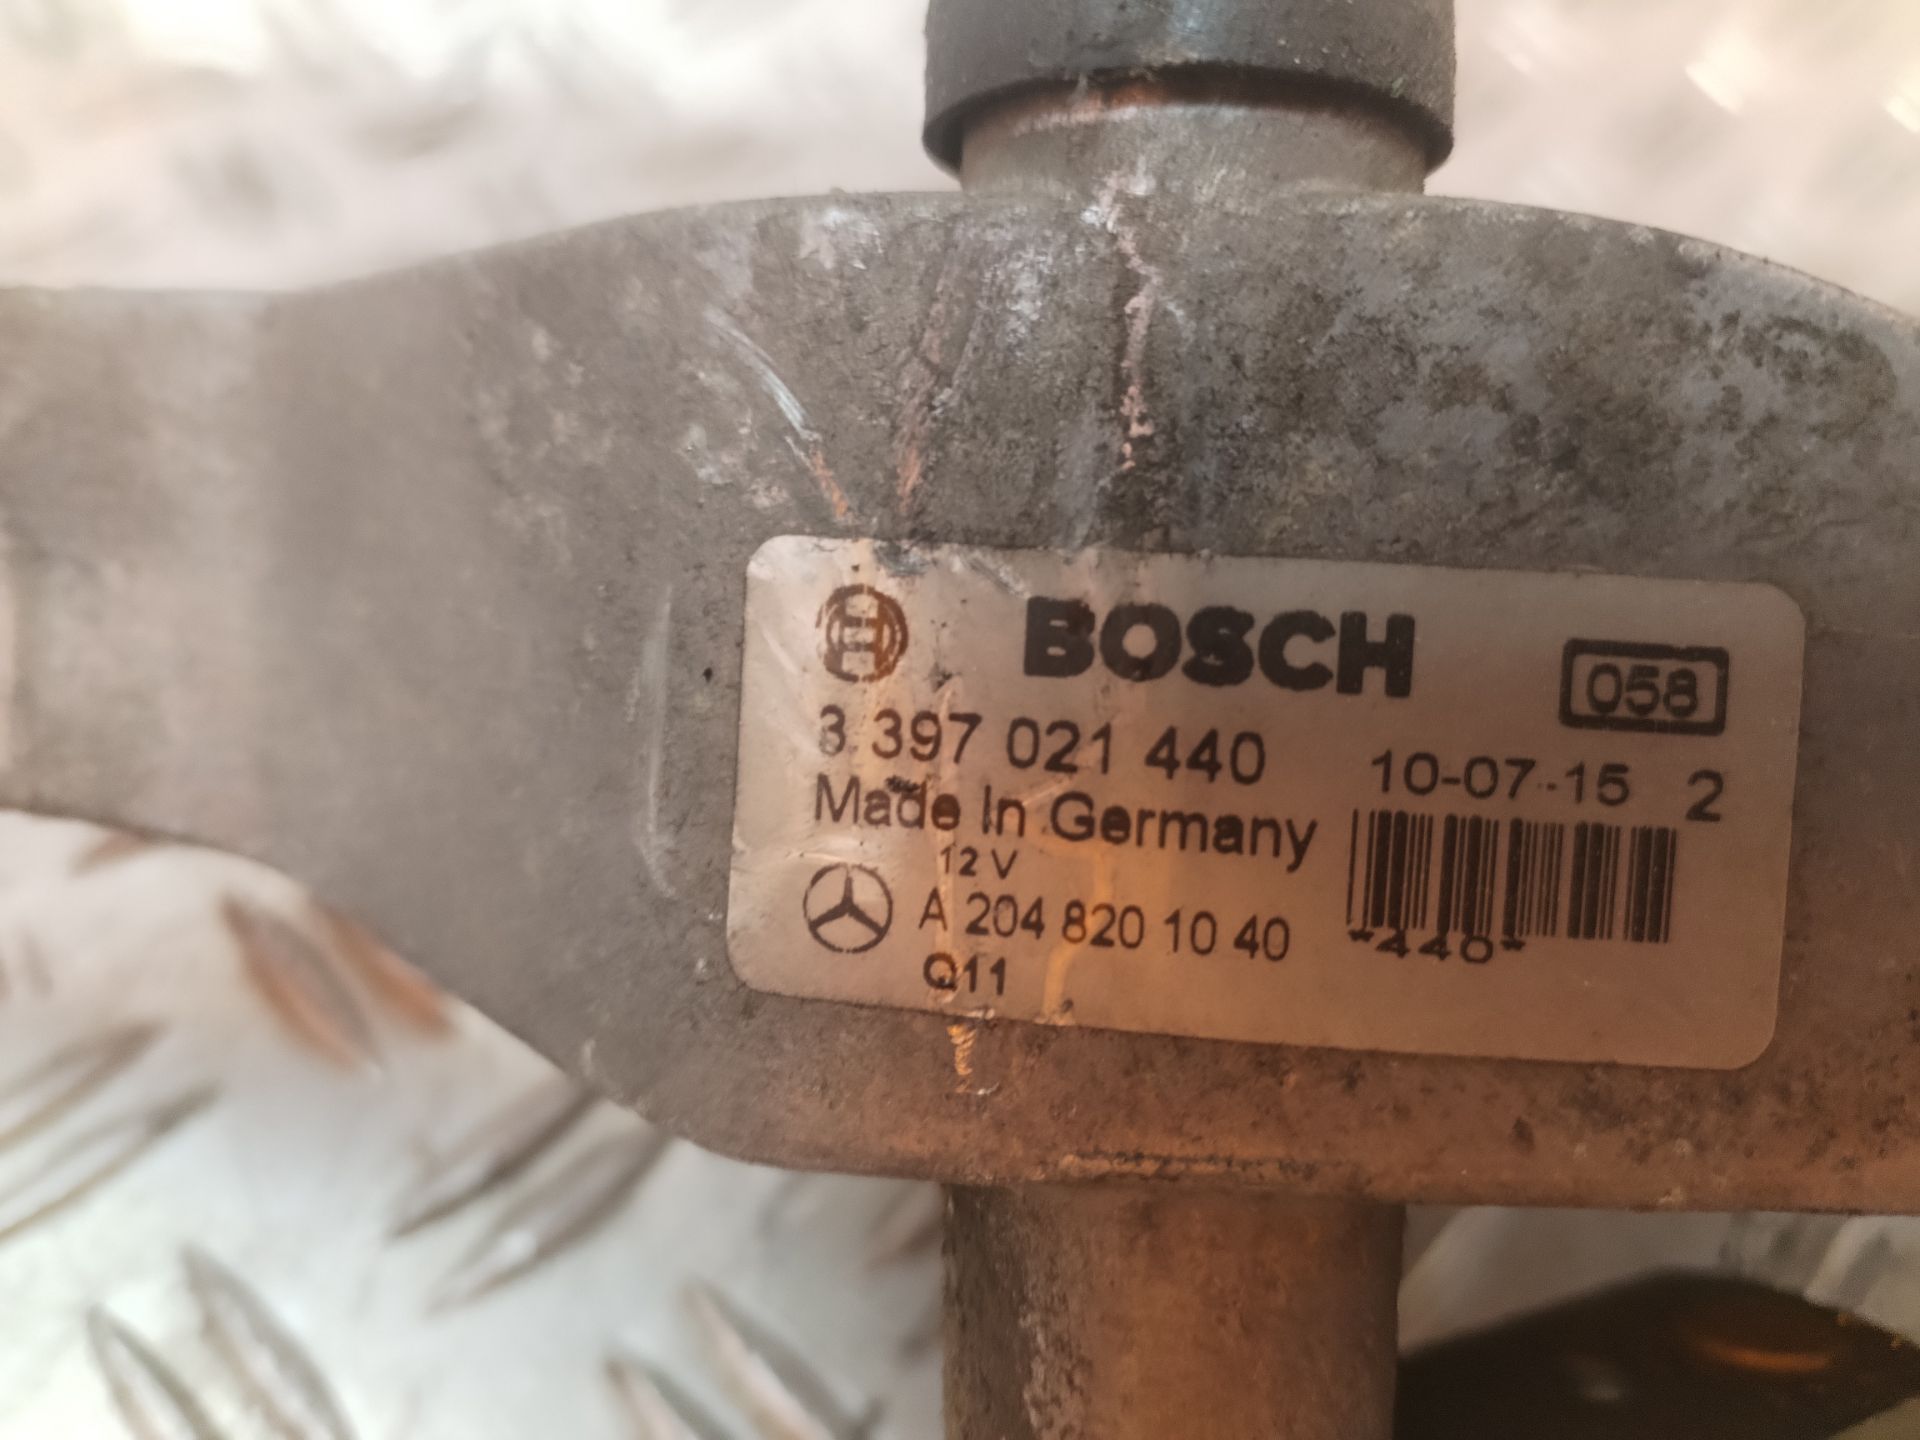 BOSCH
058
3 397 021 440
10-07-15 2
Made In Germany
12 V
A 204 820 10 40
*440*
Q11